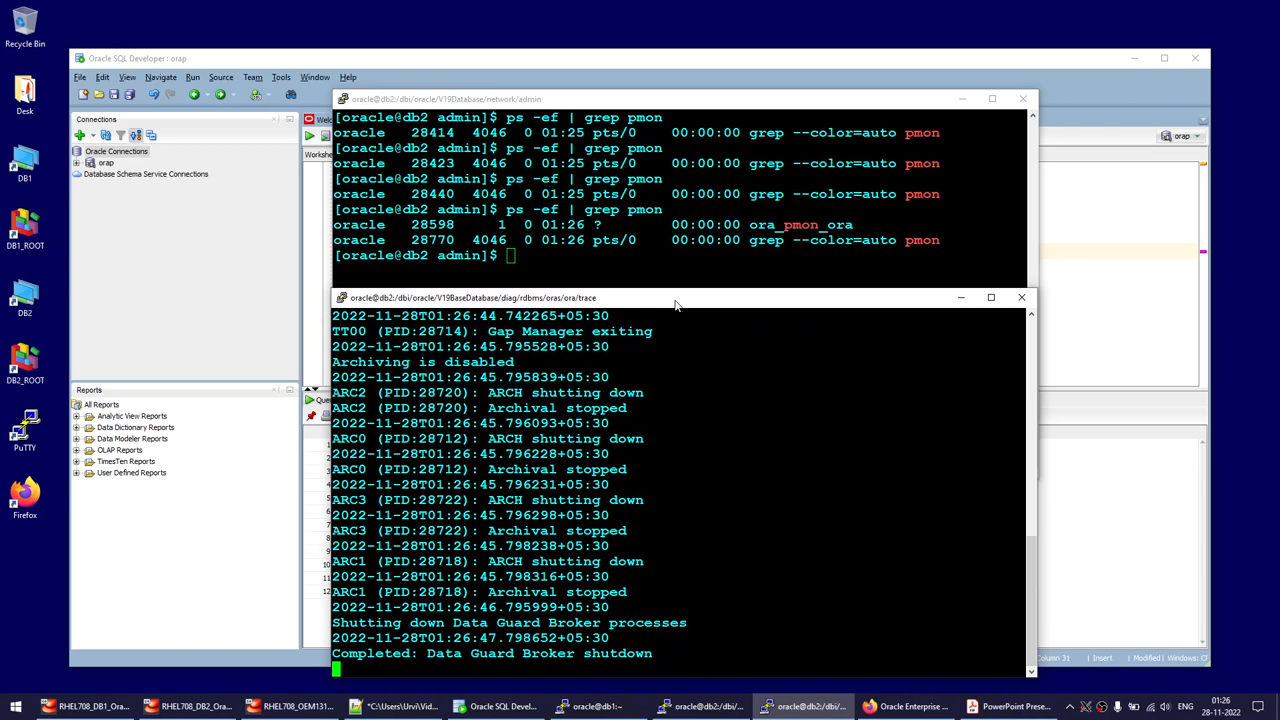 Recycle Bin
Desk
DB1
DB1_ROOT
DB2
DB2_ROOT
PuTTY
Firefox
Oracle SQL Developer : orap
File Edit View Navigate Run Source Team Tools Window Help
Connections
Oracle Connections
orap
Database Schema Service Connections
Reports
All Reports
Analytic View Reports
Data Dictionary Reports
Data Modeler Reports
OLAP Reports
TimesTen Reports
User Defined Reports
Wel
Worksheet
orap
Que
oracle@db2:/dbi/oracle/V19Database/network/admin
[oracle@db2 admin]$ ps -ef | grep pmon
oracle 28414 4046 0 01:25 pts/0 00:00:00 grep --color=auto pmon
[oracle@db2 admin]$ ps -ef | grep pmon
oracle 28423 4046 0 01:25 pts/0 00:00:00 grep --color=auto pmon
[oracle@db2 admin]$ ps -ef | grep pmon
oracle 28440 4046 0 01:25 pts/0 00:00:00 grep --color=auto pmon
[oracle@db2 admin]$ ps -ef | grep pmon
oracle 28598 1 0 01:26 ? 00:00:00 ora_pmon_ora
oracle 28770 4046 0 01:26 pts/0 00:00:00 grep --color=auto pmon
[oracle@db2 admin]$
oracle@db2:/dbi/oracle/V19BaseDatabase/diag/rdbms/oras/ora/trace
2022-11-28T01:26:44.742265+05:30
TT00 (PID:28714): Gap Manager exiting
2022-11-28T01:26:45.795528+05:30
Archiving is disabled
2022-11-28T01:26:45.795839+05:30
ARC2 (PID:28720): ARCH shutting down
ARC2 (PID:28720): Archival stopped
2022-11-28T01:26:45.796093+05:30
ARC0 (PID:28712): ARCH shutting down
2022-11-28T01:26:45.796228+05:30
ARC0 (PID:28712): Archival stopped
2022-11-28T01:26:45.796231+05:30
ARC3 (PID:28722): ARCH shutting down
2022-11-28T01:26:45.796298+05:30
ARC3 (PID:28722): Archival stopped
2022-11-28T01:26:45.798238+05:30
ARC1 (PID:28718): ARCH shutting down
2022-11-28T01:26:45.798316+05:30
ARC1 (PID:28718): Archival stopped
2022-11-28T01:26:46.795999+05:30
Shutting down Data Guard Broker processes
2022-11-28T01:26:47.798652+05:30
Completed: Data Guard Broker shutdown
Column 31 Insert Modified Windows:
RHEL708_DB1_Ora... RHEL708_DB2_Ora... RHEL708_OEM131... *C:\Users\Urvi\Vid... Oracle SQL Develo... oracle@db1:~ oracle@db2:/dbi/... oracle@db2:/dbi/... Oracle Enterprise ... PowerPoint Prese...
ENG
01:26
28-11-2022